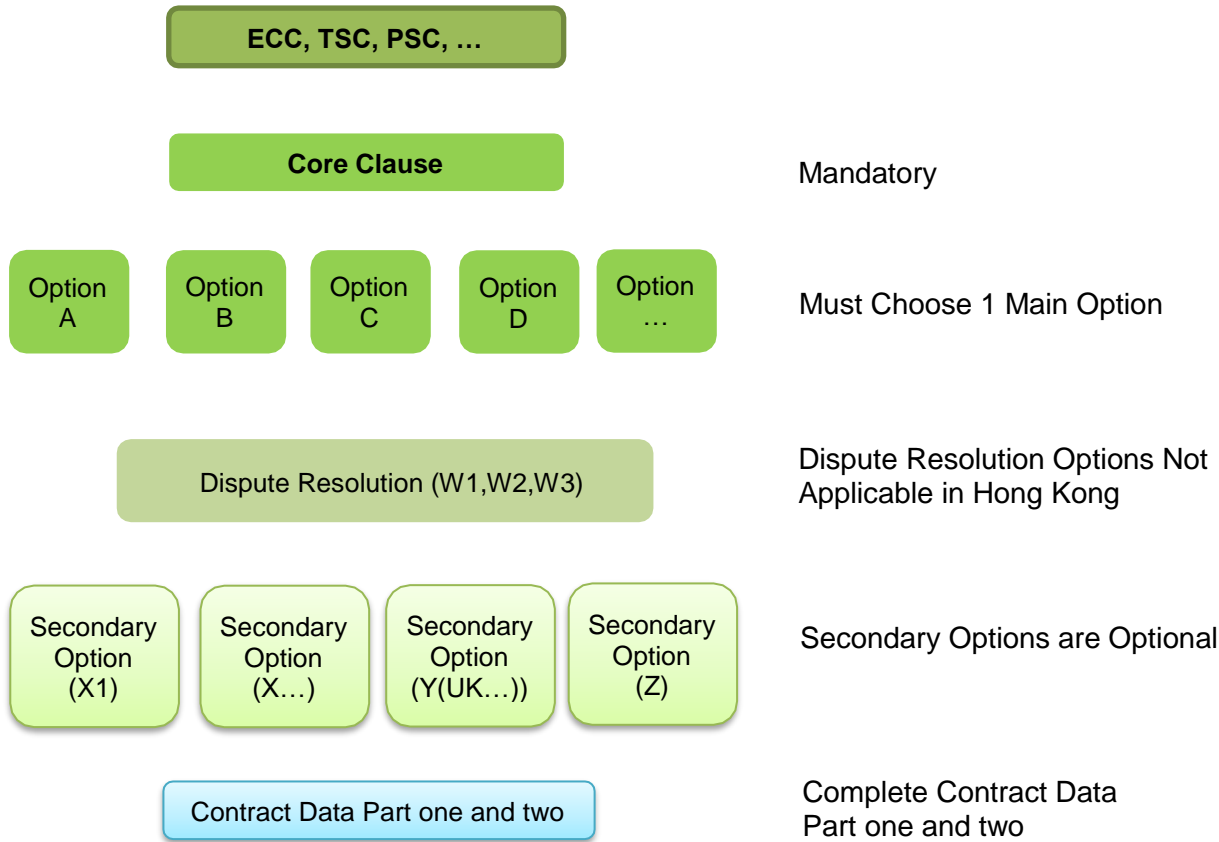 ECC, TSC, PSC, …
Core Clause
Mandatory
Option
A
Option
B
Option
C
Option
D
Option
…
Must Choose 1 Main Option
Dispute Resolution (W1,W2,W3)
Dispute Resolution Options Not
Applicable in Hong Kong
Secondary
Option
(X1)
Secondary
Option
(X…)
Secondary
Option
(Y(UK…))
Secondary
Option
(Z)
Secondary Options are Optional
Contract Data Part one and two
Complete Contract Data
Part one and two